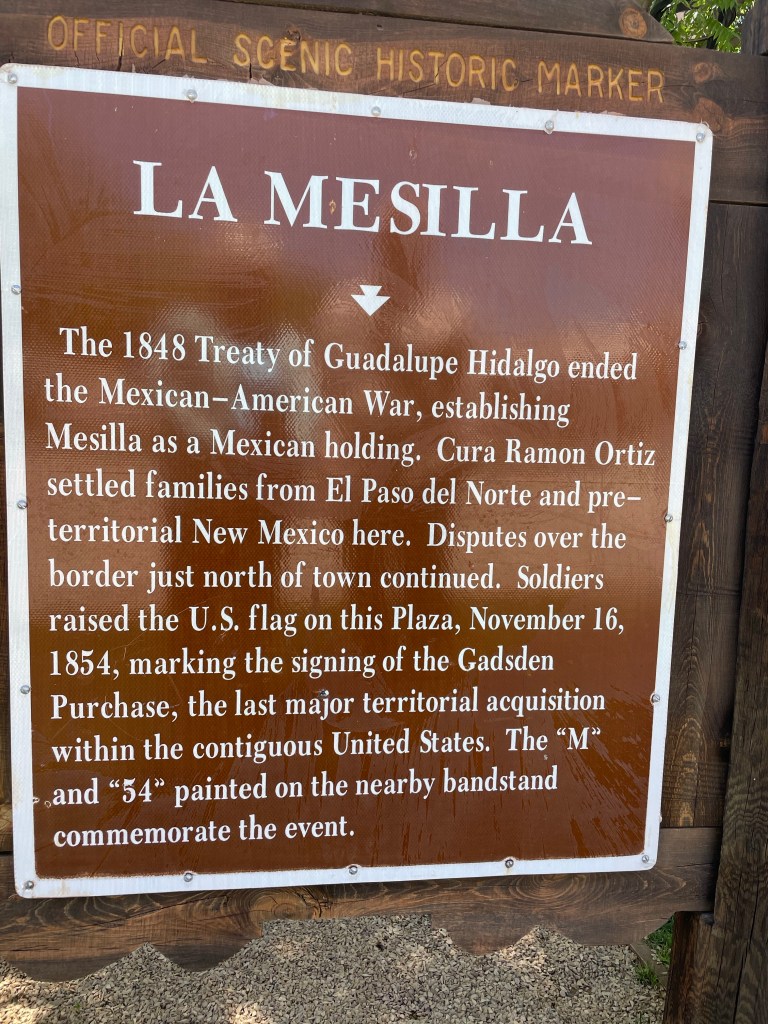 OFFICIAL SCENIC HISTORIC MARKER
LA MESILLA
The 1848 Treaty of Guadalupe Hidalgo ended
the Mexican–American War, establishing
Mesilla as a Mexican holding. Cura Ramon Ortiz
settled families from El Paso del Norte and pre–
territorial New Mexico here. Disputes over the
border just north of town continued. Soldiers
raised the U.S. flag on this Plaza, November 16,
1854, marking the signing of the Gadsden
Purchase, the last major territorial acquisition
within the contiguous United States. The “M”
and “54” painted on the nearby bandstand
commemorate the event.